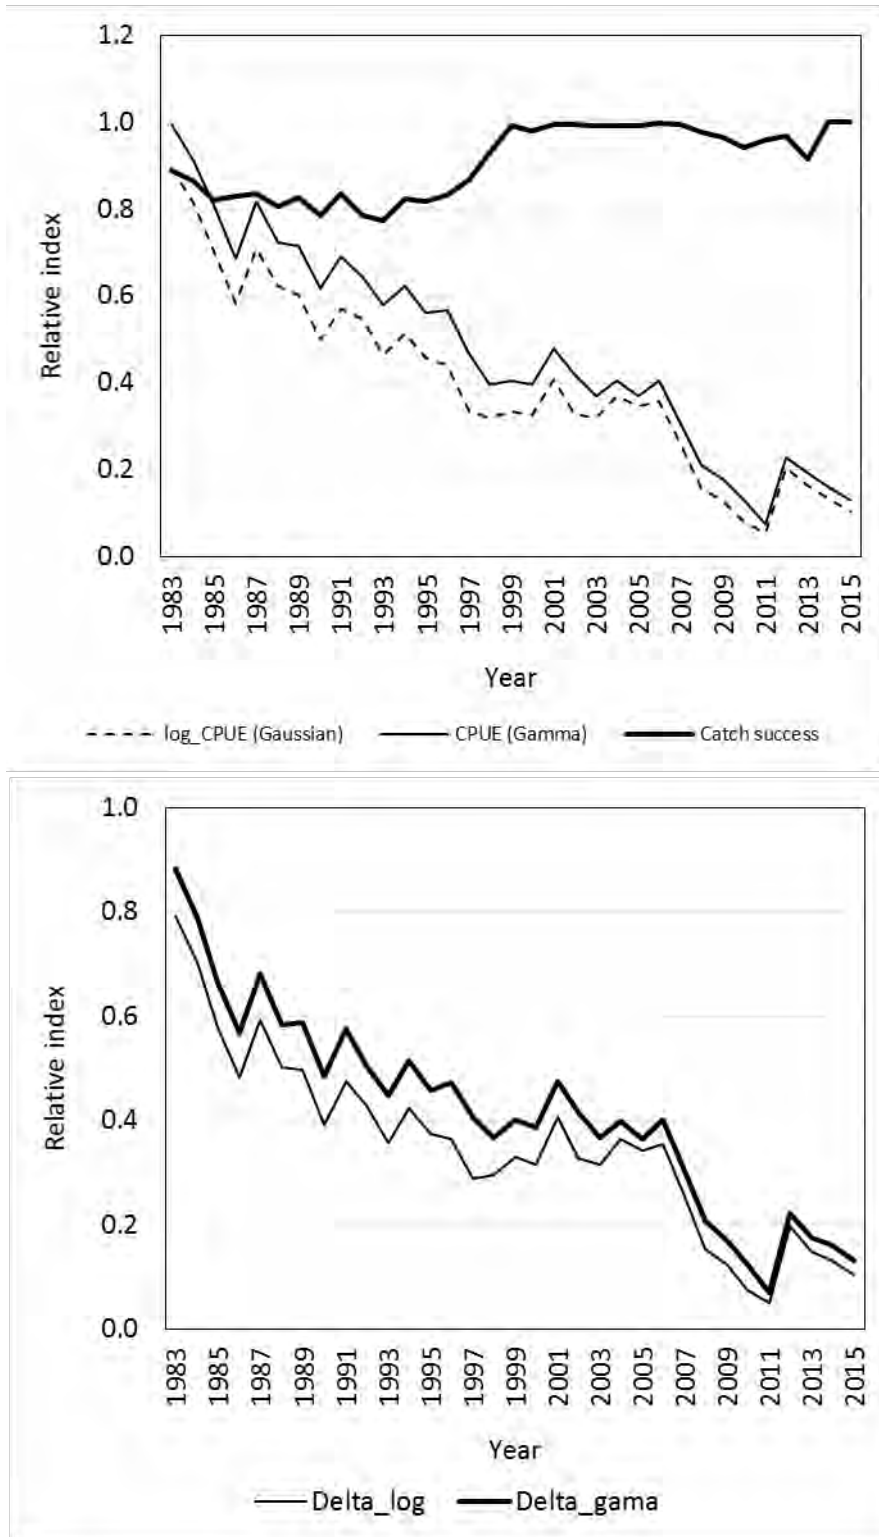 1.2
1.0
0.8
0.6
0.4
0.2
0.0
Relative index
1983 1985 1987 1989 1991 1993 1995 1997 1999 2001 2003 2005 2007 2009 2011 2013 2015
Year
log_CPUE (Gaussian) CPUE (Gamma) Catch success
1.0
0.8
0.6
0.4
0.2
0.0
Relative index
1983 1985 1987 1989 1991 1993 1995 1997 1999 2001 2003 2005 2007 2009 2011 2013 2015
Year
Delta_log Delta_gama